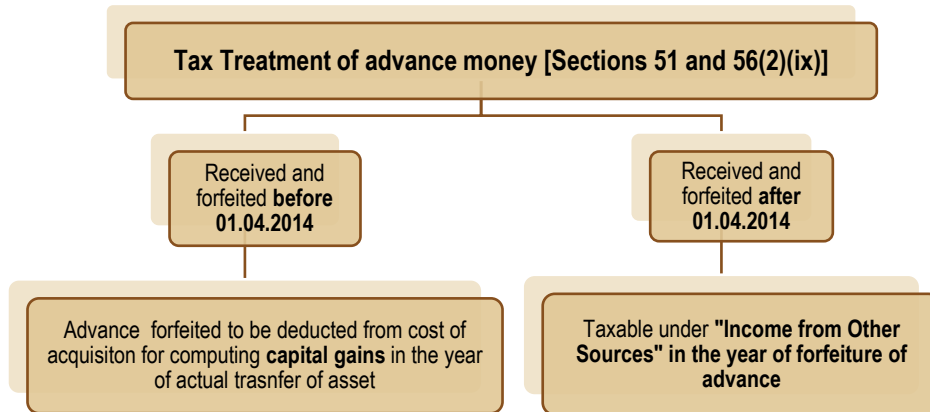 Tax Treatment of advance money [Sections 51 and 56(2)(ix)]
Received and
forfeited before
01.04.2014
Received and
forfeited after
01.04.2014
Advance forfeited to be deducted from cost of
acquisiton for computing capital gains in the year
of actual trasnfer of asset
Taxable under "Income from Other
Sources" in the year of forfeiture of
advance